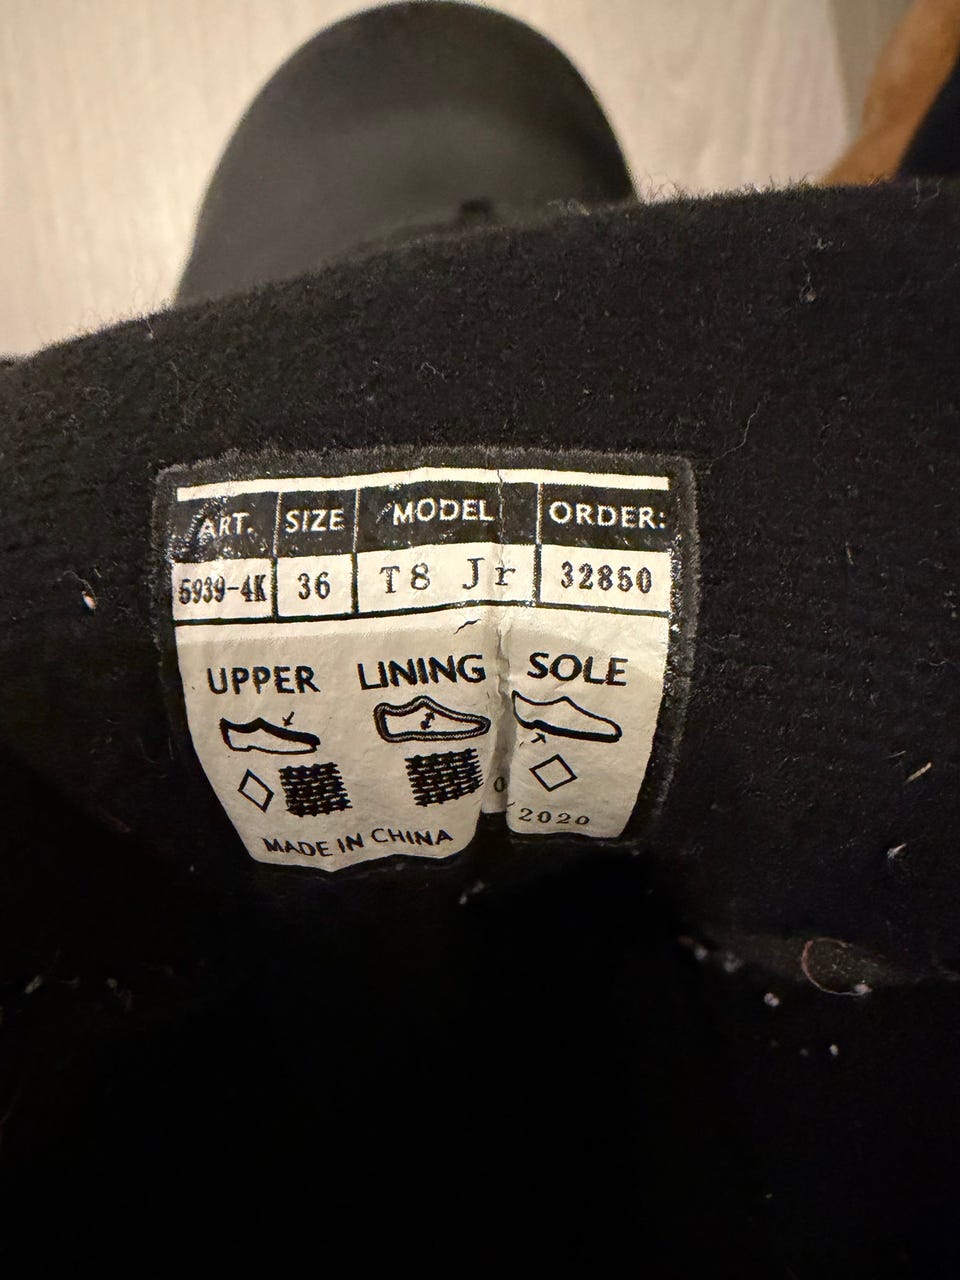 ART. SIZE MODEL ORDER:
5939-4K 36 T8 Jr 32850
UPPER LINING SOLE
2020
MADE IN CHINA